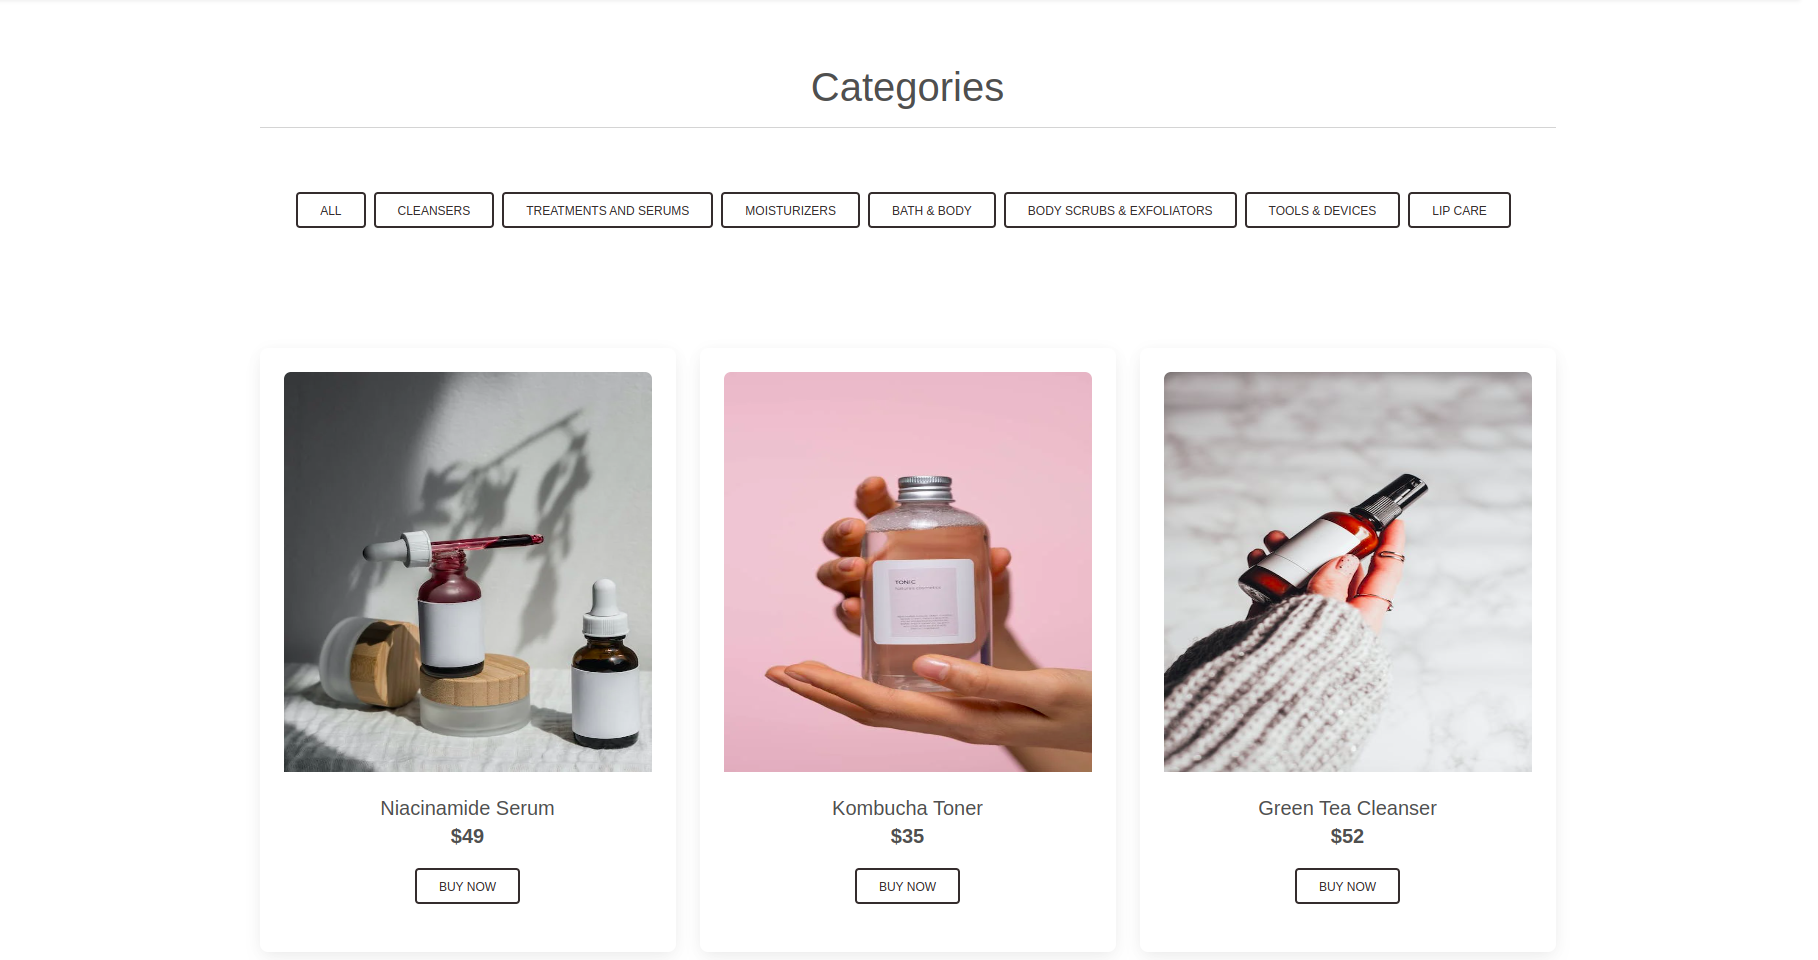 Categories
ALL
CLEANSERS
TREATMENTS AND SERUMS
MOISTURIZERS
BATH & BODY
BODY SCRUBS & EXFOLIATORS
TOOLS & DEVICES
LIP CARE
TONIC
Niacinamide Serum
$49
BUY NOW
Kombucha Toner
$35
BUY NOW
Green Tea Cleanser
$52
BUY NOW